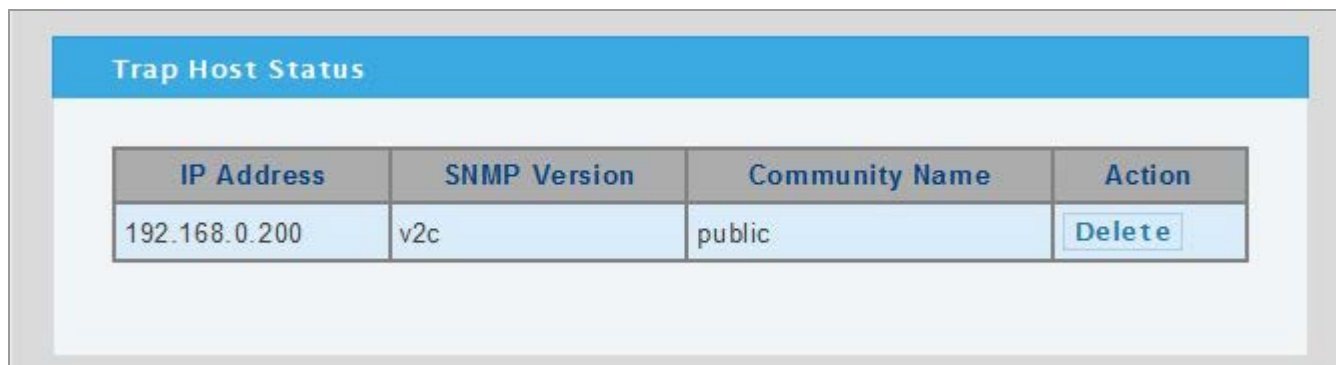 Trap Host Status
IP Address SNMP Version Community Name Action
192.168.0.200 v2c public Delete